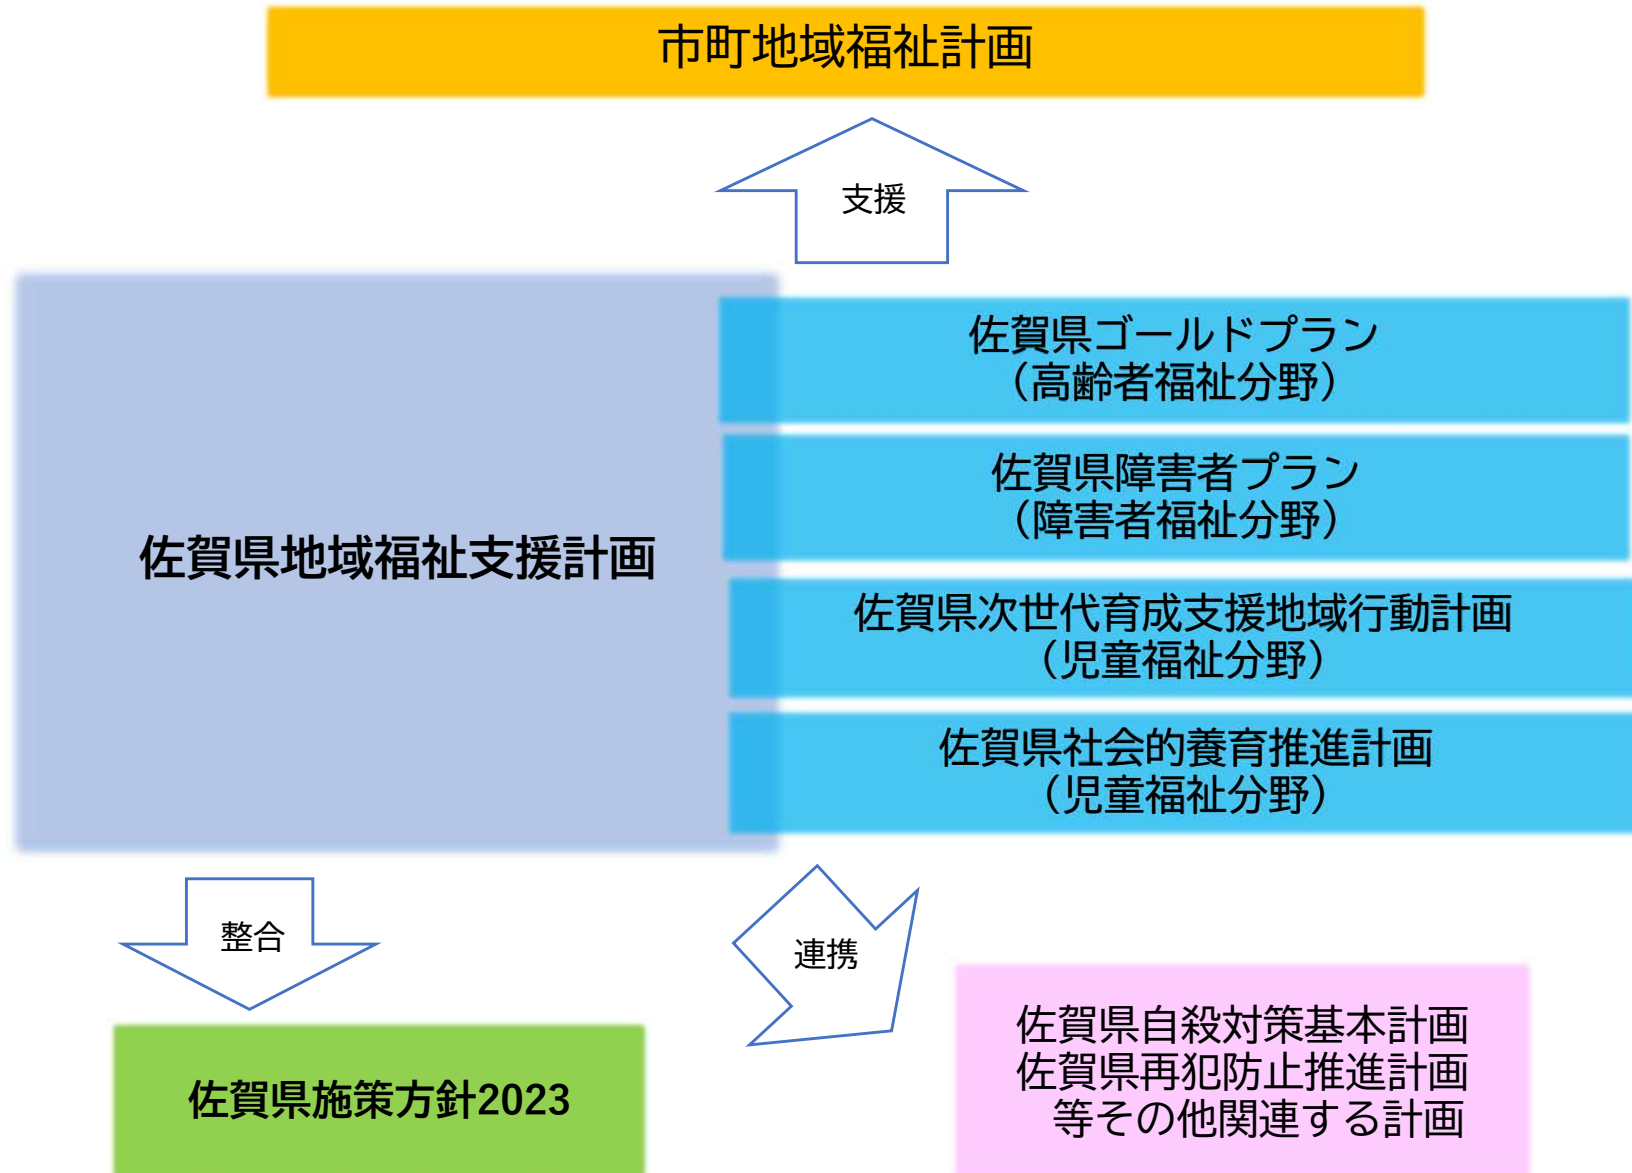 市町地域福祉計画
支援
佐賀県地域福祉支援計画
佐賀県ゴールドプラン
（高齢者福祉分野）
佐賀県障害者プラン
（障害者福祉分野）
佐賀県次世代育成支援地域行動計画
（児童福祉分野）
佐賀県社会的養育推進計画
（児童福祉分野）
整合
連携
佐賀県施策方針2023
佐賀県自殺対策基本計画
佐賀県再犯防止推進計画
等その他関連する計画